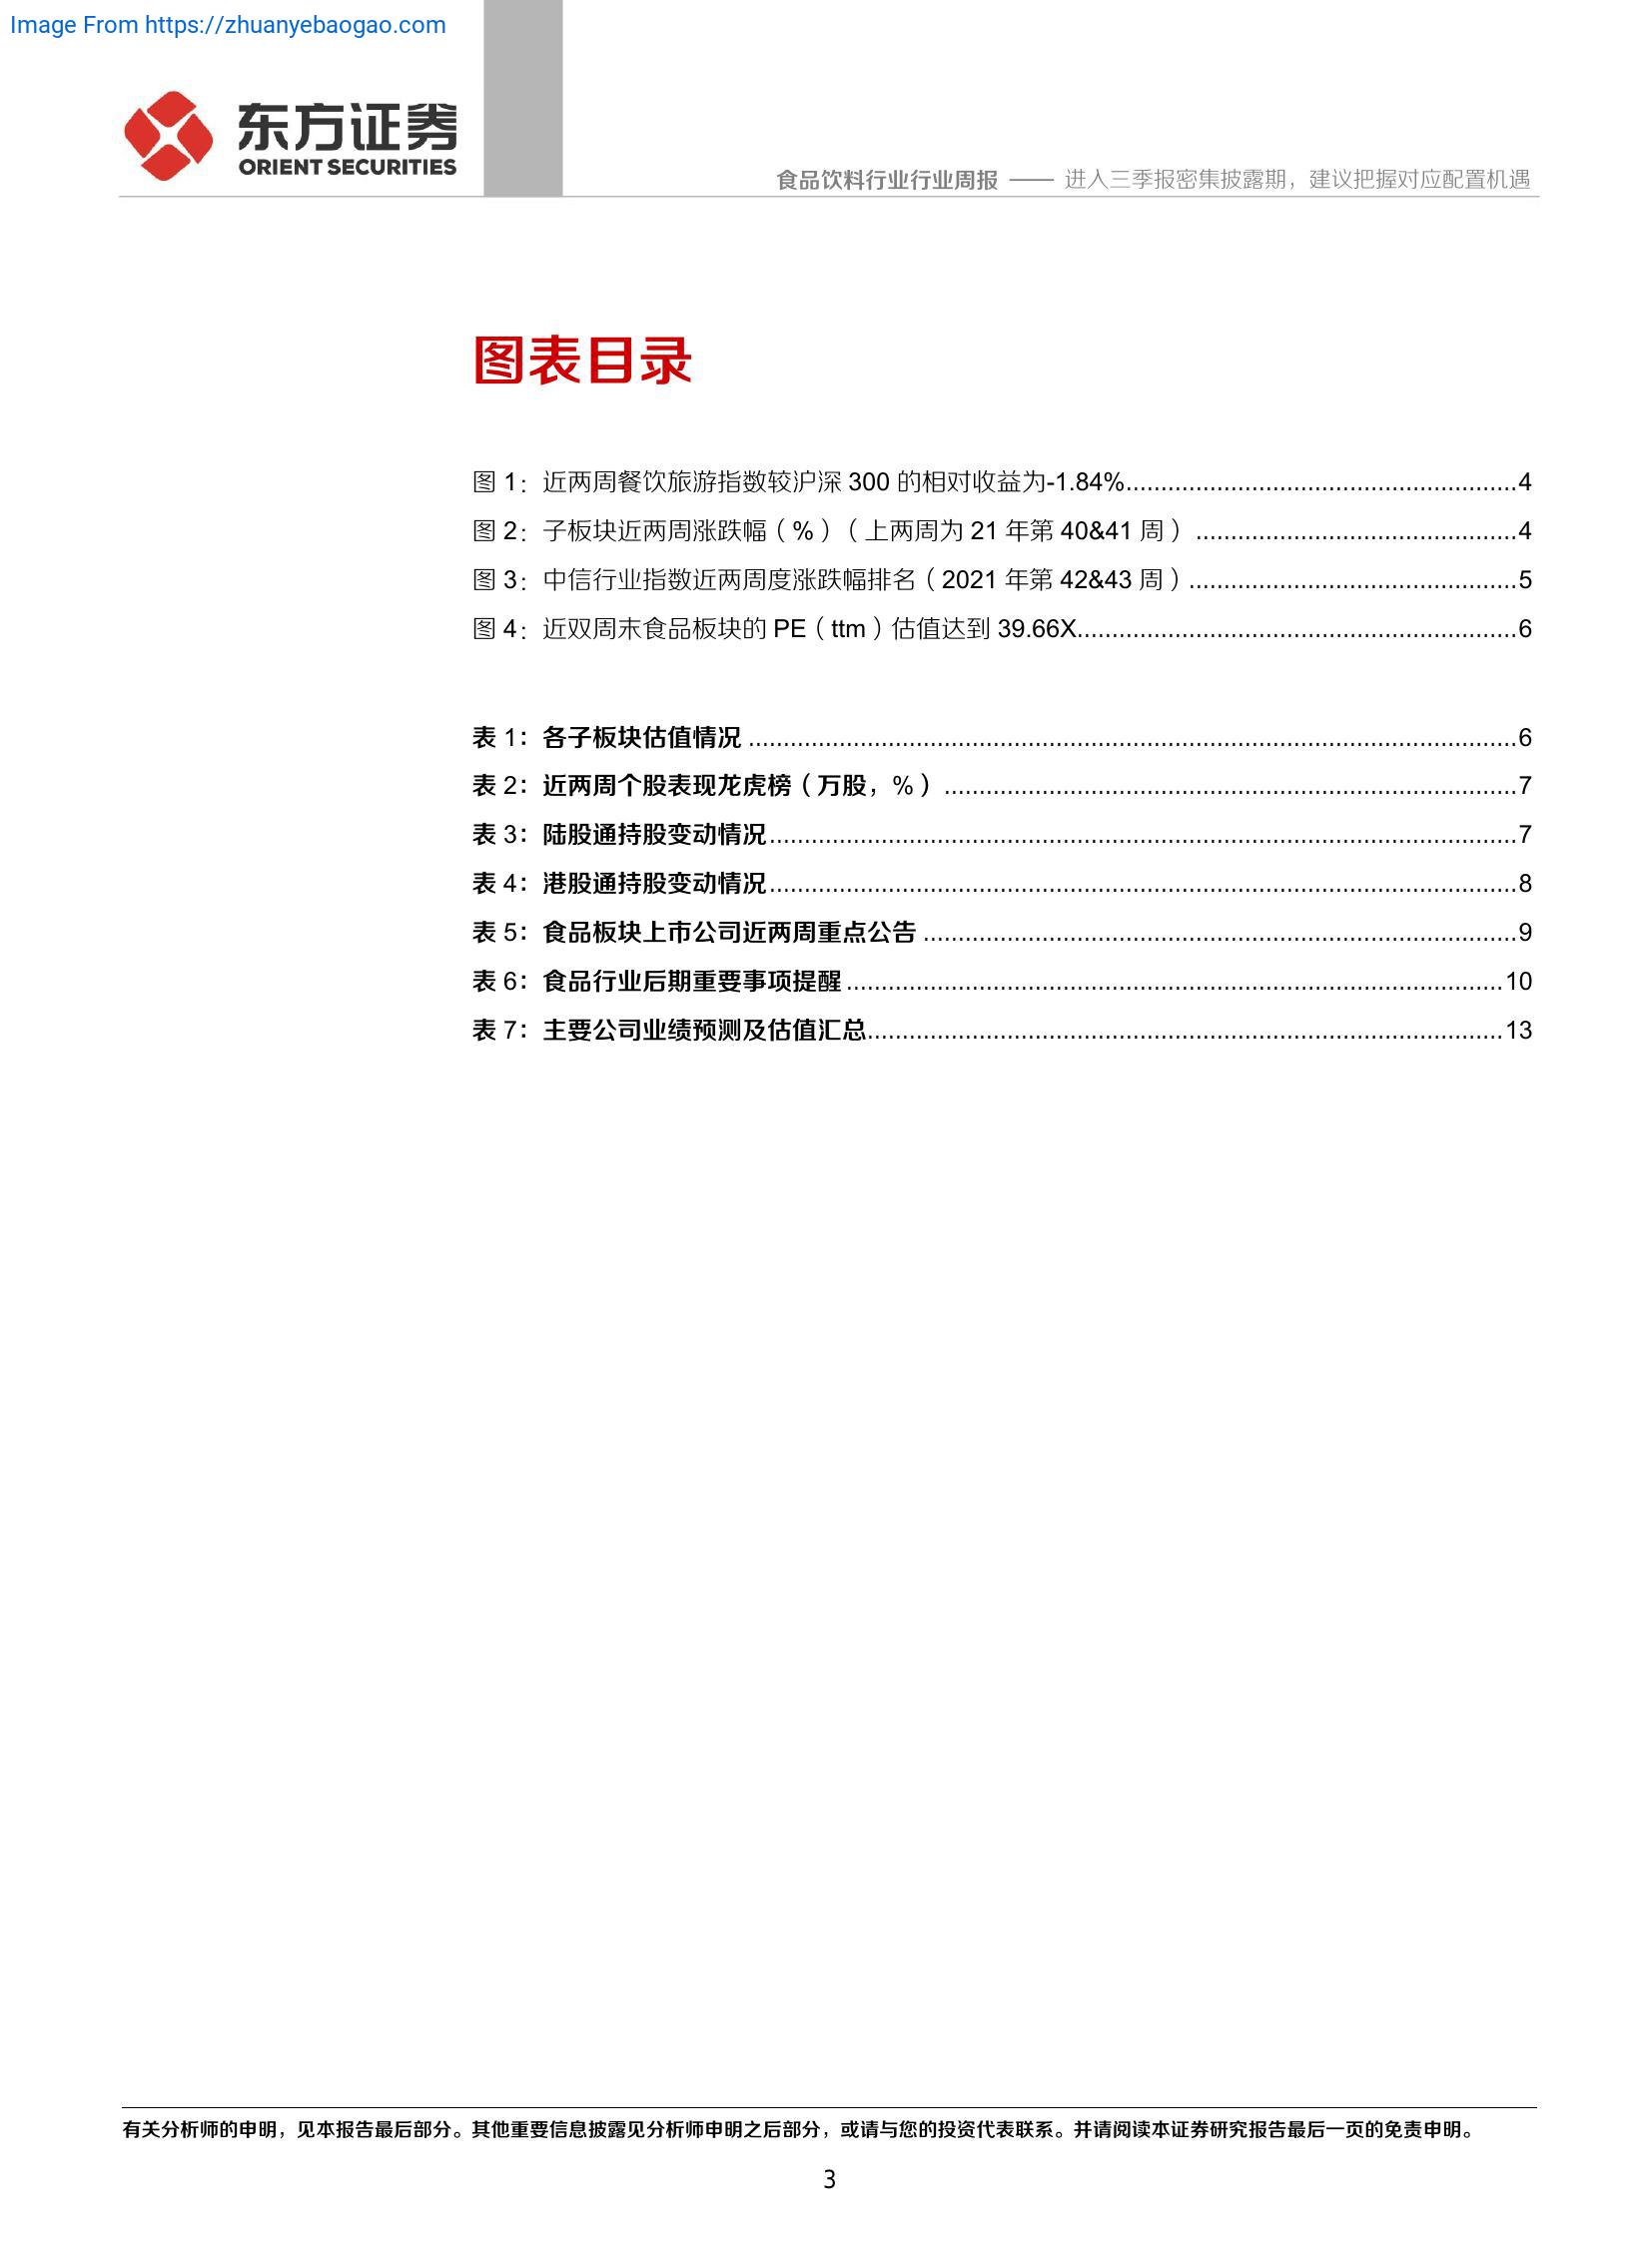 Image From https://zhuanyebaogao.com
东方证券
ORIENT SECURITIES
食品饮料行业行业周报 —— 进入三季报密集披露期，建议把握对应配置机遇
图表目录
图 1：近两周餐饮旅游指数较沪深 300 的相对收益为-1.84%........................................................4
图 2：子板块近两周涨跌幅（%）（上两周为 21 年第 40&41 周）..............................................4
图 3：中信行业指数近两周度涨跌幅排名（2021 年第 42&43 周）...............................................5
图 4：近双周末食品板块的 PE（ttm）估值达到 39.66X...............................................................6
表 1：各子板块估值情况 ..............................................................................................................6
表 2：近两周个股表现龙虎榜（万股，%）..................................................................................7
表 3：陆股通持股变动情况...........................................................................................................7
表 4：港股通持股变动情况...........................................................................................................8
表 5：食品板块上市公司近两周重点公告 .....................................................................................9
表 6：食品行业后期重要事项提醒..............................................................................................10
表 7：主要公司业绩预测及估值汇总...........................................................................................13
有关分析师的申明，见本报告最后部分。其他重要信息披露见分析师申明之后部分，或请与您的投资代表联系。并请阅读本证券研究报告最后一页的免责申明。
3